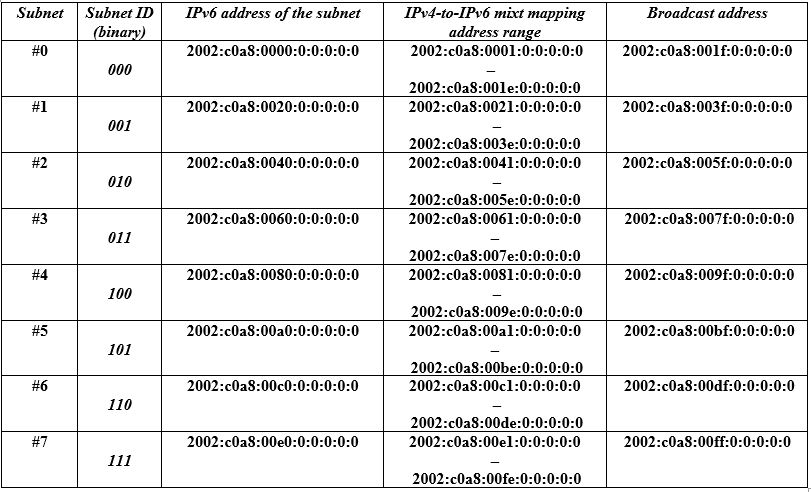 Subnet Subnet ID (binary) IPv6 address of the subnet IPv4-to-IPv6 mixt mapping address range Broadcast address
#0 000 2002:c0a8:0000:0:0:0:0:0 2002:c0a8:0001:0:0:0:0:0 – 2002:c0a8:001e:0:0:0:0:0 2002:c0a8:001f:0:0:0:0:0
#1 001 2002:c0a8:0020:0:0:0:0:0 2002:c0a8:0021:0:0:0:0:0 – 2002:c0a8:003e:0:0:0:0:0 2002:c0a8:003f:0:0:0:0:0
#2 010 2002:c0a8:0040:0:0:0:0:0 2002:c0a8:0041:0:0:0:0:0 – 2002:c0a8:005e:0:0:0:0:0 2002:c0a8:005f:0:0:0:0:0
#3 011 2002:c0a8:0060:0:0:0:0:0 2002:c0a8:0061:0:0:0:0:0 – 2002:c0a8:007e:0:0:0:0:0 2002:c0a8:007f:0:0:0:0:0
#4 100 2002:c0a8:0080:0:0:0:0:0 2002:c0a8:0081:0:0:0:0:0 – 2002:c0a8:009e:0:0:0:0:0 2002:c0a8:009f:0:0:0:0:0
#5 101 2002:c0a8:00a0:0:0:0:0:0 2002:c0a8:00a1:0:0:0:0:0 – 2002:c0a8:00be:0:0:0:0:0 2002:c0a8:00bf:0:0:0:0:0
#6 110 2002:c0a8:00c0:0:0:0:0:0 2002:c0a8:00c1:0:0:0:0:0 – 2002:c0a8:00de:0:0:0:0:0 2002:c0a8:00df:0:0:0:0:0
#7 111 2002:c0a8:00e0:0:0:0:0:0 2002:c0a8:00e1:0:0:0:0:0 – 2002:c0a8:00fe:0:0:0:0:0 2002:c0a8:00ff:0:0:0:0:0